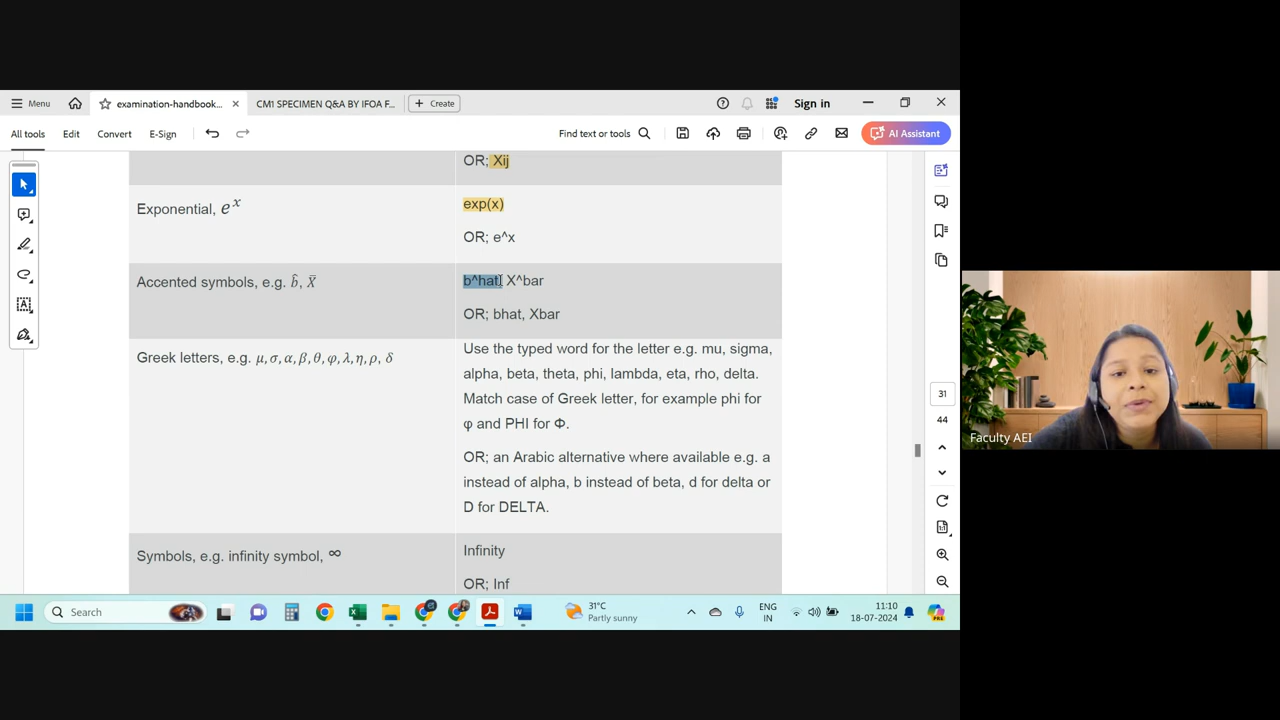 Menu
examination-handbook...
CM1 SPECIMEN Q&A BY IFOA F...
Create
Sign in
All tools
Edit
Convert
E-Sign
Find text or tools
AI Assistant
OR; Xij
Exponential, e^x
exp(x)
OR; e^x
Accented symbols, e.g. b̂, X̄
b^hat, X^bar
OR; bhat, Xbar
Greek letters, e.g. μ, σ, α, β, θ, φ, λ, η, ρ, δ
Use the typed word for the letter e.g. mu, sigma,
alpha, beta, theta, phi, lambda, eta, rho, delta.
Match case of Greek letter, for example phi for
φ and PHI for Φ.
OR; an Arabic alternative where available e.g. a
instead of alpha, b instead of beta, d for delta or
D for DELTA.
Symbols, e.g. infinity symbol, ∞
Infinity
OR; Inf
31
44
Faculty AEI
Search
31°C
Partly sunny
ENG
IN
11:10
18-07-2024